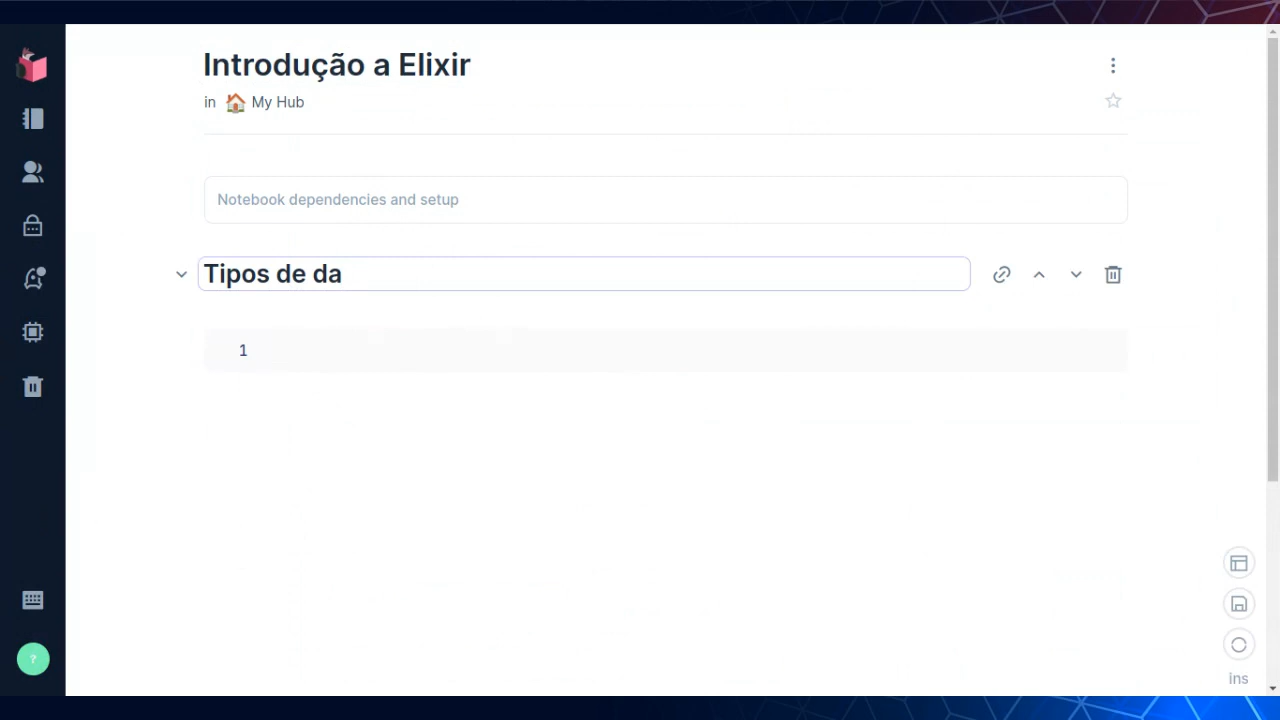 Introdução a Elixir
in 🏠 My Hub
Notebook dependencies and setup
Tipos de da
1
?
ins